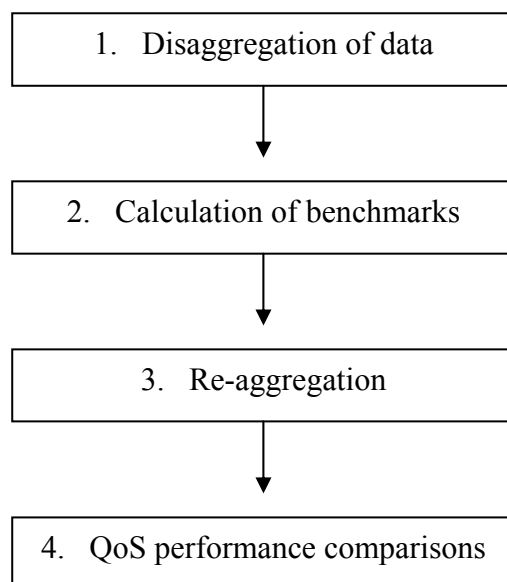 1. Disaggregation of data
2. Calculation of benchmarks
3. Re-aggregation
4. QoS performance comparisons